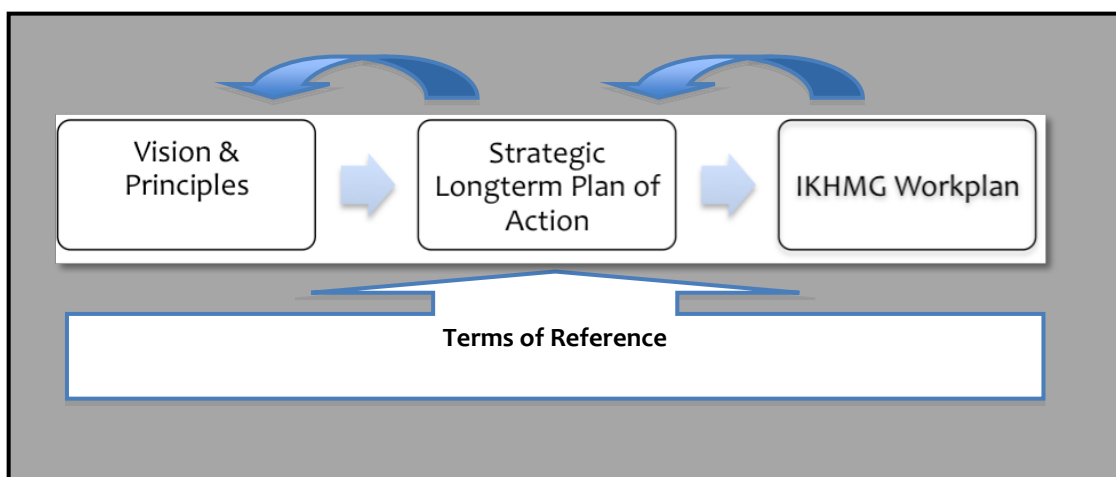 Vision &
Principles
Strategic
Longterm Plan of
Action
IKHMG Workplan
Terms of Reference